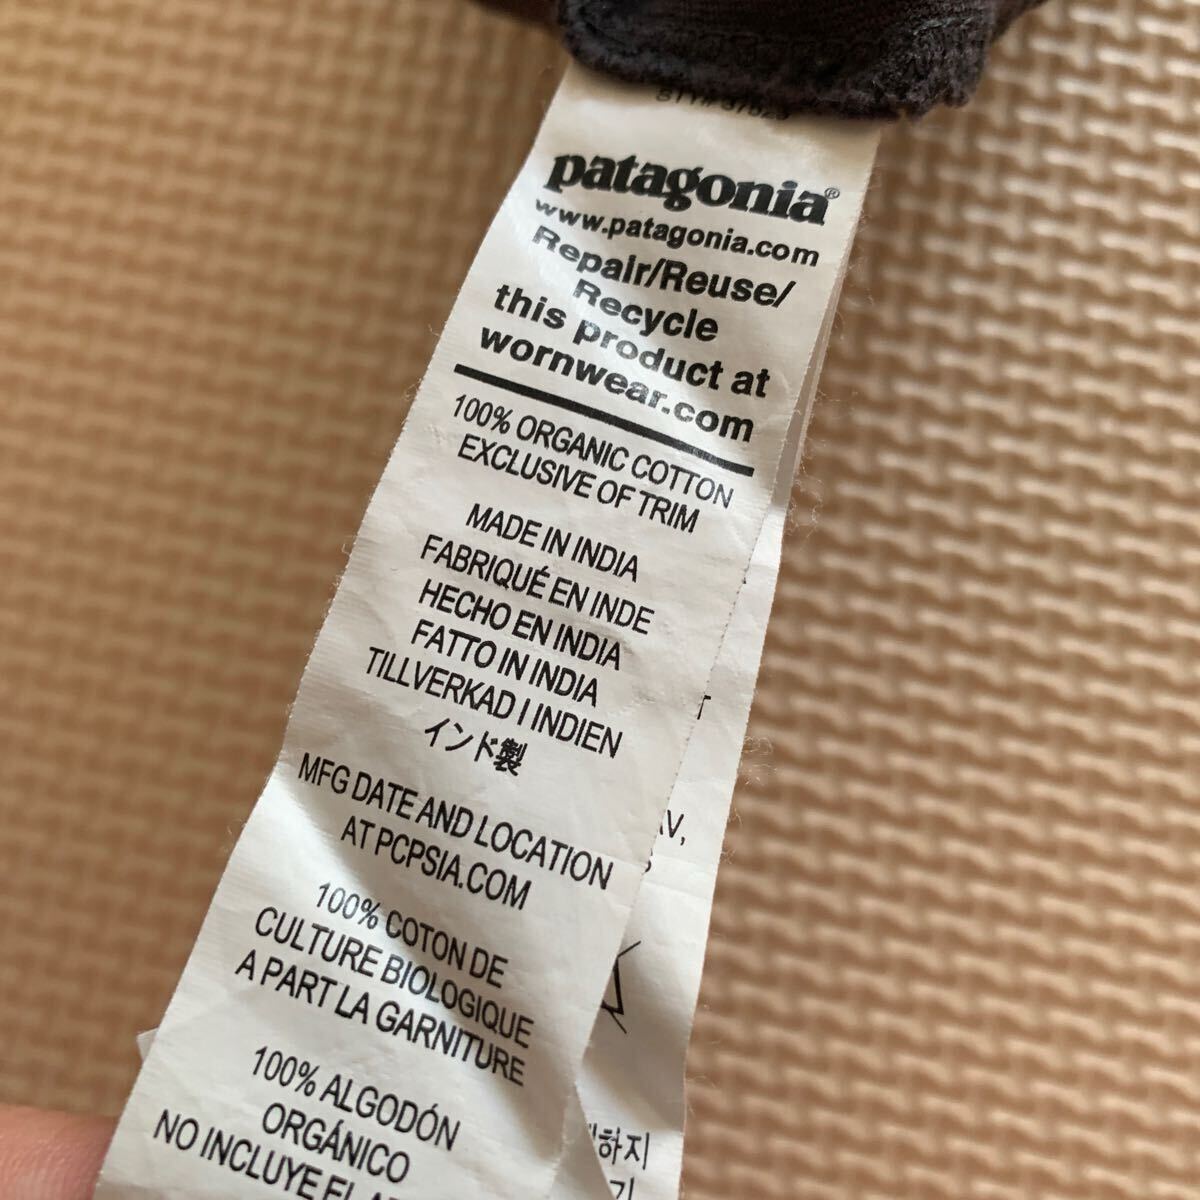 patagonia®
www.patagonia.com
Repair/Reuse/
Recycle
this product at
wornwear.com
100% ORGANIC COTTON
EXCLUSIVE OF TRIM
MADE IN INDIA
FABRIQUÉ EN INDE
HECHO EN INDIA
FATTO IN INDIA
TILLVERKAD I INDIEN
インド製
MFG DATE AND LOCATION
AT PCPSIA.COM
100% COTON DE
CULTURE BIOLOGIQUE
A PART LA GARNITURE
100% ALGODÓN
ORGÁNICO
NO INCLUYE EL